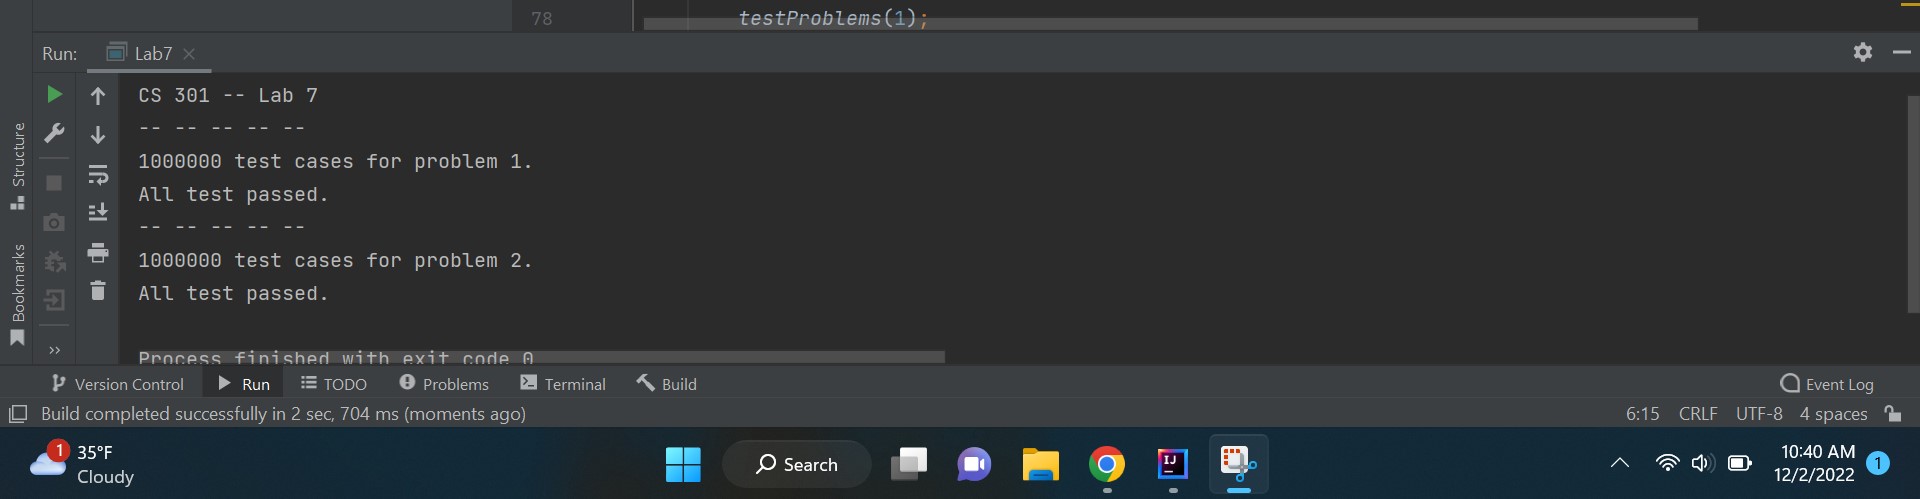 78
testProblems(1);
Run:
Lab7
CS 301 -- Lab 7
-- -- -- -- --
1000000 test cases for problem 1.
All test passed.
-- -- -- -- --
1000000 test cases for problem 2.
All test passed.
Process finished with exit code 0
Structure
Bookmarks
Version Control
Run
TODO
Problems
Terminal
Build
Event Log
Build completed successfully in 2 sec, 704 ms (moments ago)
6:15 CRLF UTF-8 4 spaces
1
35°F
Cloudy
Search
IJ
10:40 AM
12/2/2022
1